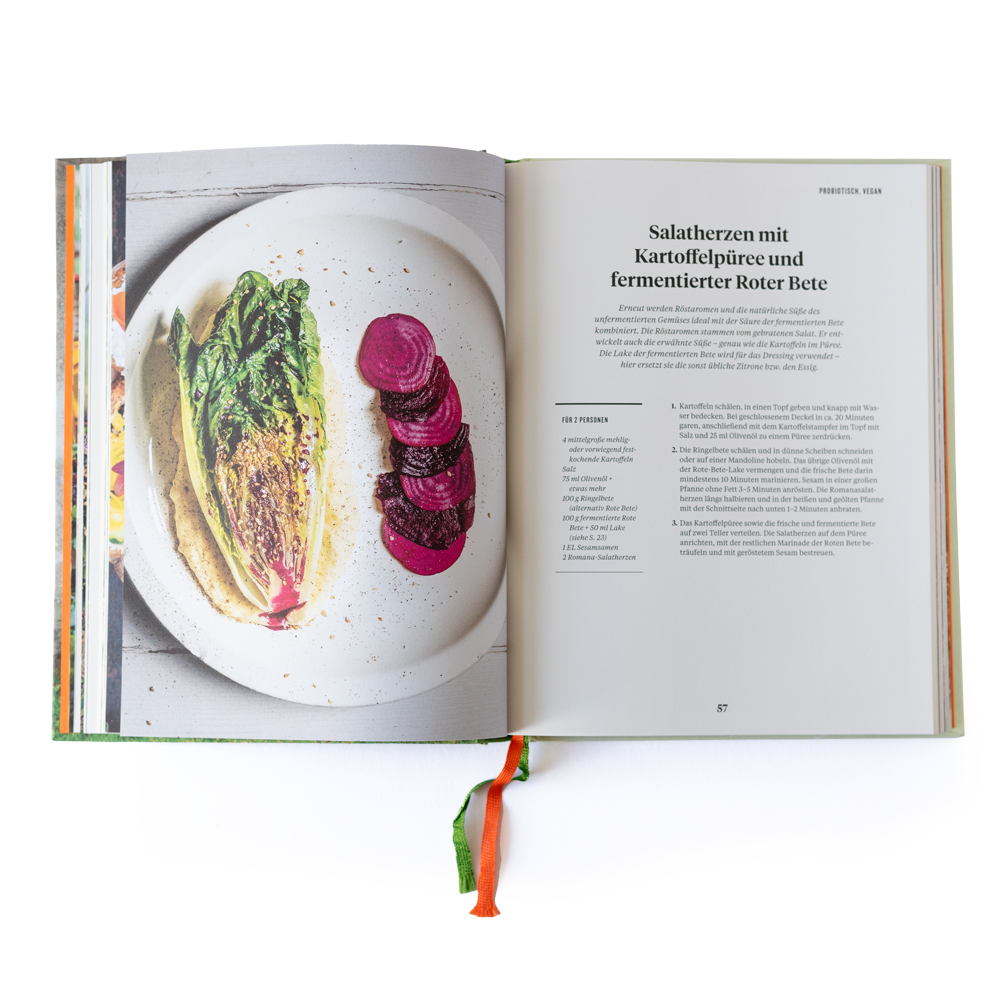 PROBIOTISCH, VEGAN
Salatherzen mit
Kartoffelpüree und
fermentierter Roter Bete
Erneut werden Röstaromen und die natürliche Süße des
unfermentierten Gemüses ideal mit der Säure der fermentierten Bete
kombiniert. Die Röstaromen stammen vom gebratenen Salat. Er ent-
wickelt auch die erwähnte Süße – genau wie die Kartoffeln im Püree.
Die Lake der fermentierten Bete wird für das Dressing verwendet –
hier ersetzt sie die sonst übliche Zitrone bzw. den Essig.
FÜR 2 PERSONEN
4 mittelgroße mehlig-
oder vorwiegend fest-
kochende Kartoffeln
Salz
75 ml Olivenöl +
etwas mehr
100 g Ringelbete
(alternativ Rote Bete)
100 g fermentierte Rote
Bete + 50 ml Lake
(siehe S. 23)
1 EL Sesamsamen
2 Romana-Salatherzen
1. Kartoffeln schälen, in einen Topf geben und knapp mit Was-
ser bedecken. Bei geschlossenem Deckel in ca. 20 Minuten
garen, anschließend mit dem Kartoffelstampfer im Topf mit
Salz und 25 ml Olivenöl zu einem Püree zerdrücken.
2. Die Ringelbete schälen und in dünne Scheiben schneiden
oder auf einer Mandoline hobeln. Das übrige Olivenöl mit
der Rote-Bete-Lake vermengen und die frische Bete darin
mindestens 10 Minuten marinieren. Sesam in einer großen
Pfanne ohne Fett 3–5 Minuten anrösten. Die Romanasalat-
herzen längs halbieren und in der heißen und geölten Pfanne
mit der Schnittseite nach unten 1–2 Minuten anbraten.
3. Das Kartoffelpüree sowie die frische und fermentierte Bete
auf zwei Teller verteilen. Die Salatherzen auf dem Püree
anrichten, mit der restlichen Marinade der Roten Bete be-
träufeln und mit geröstetem Sesam bestreuen.
57